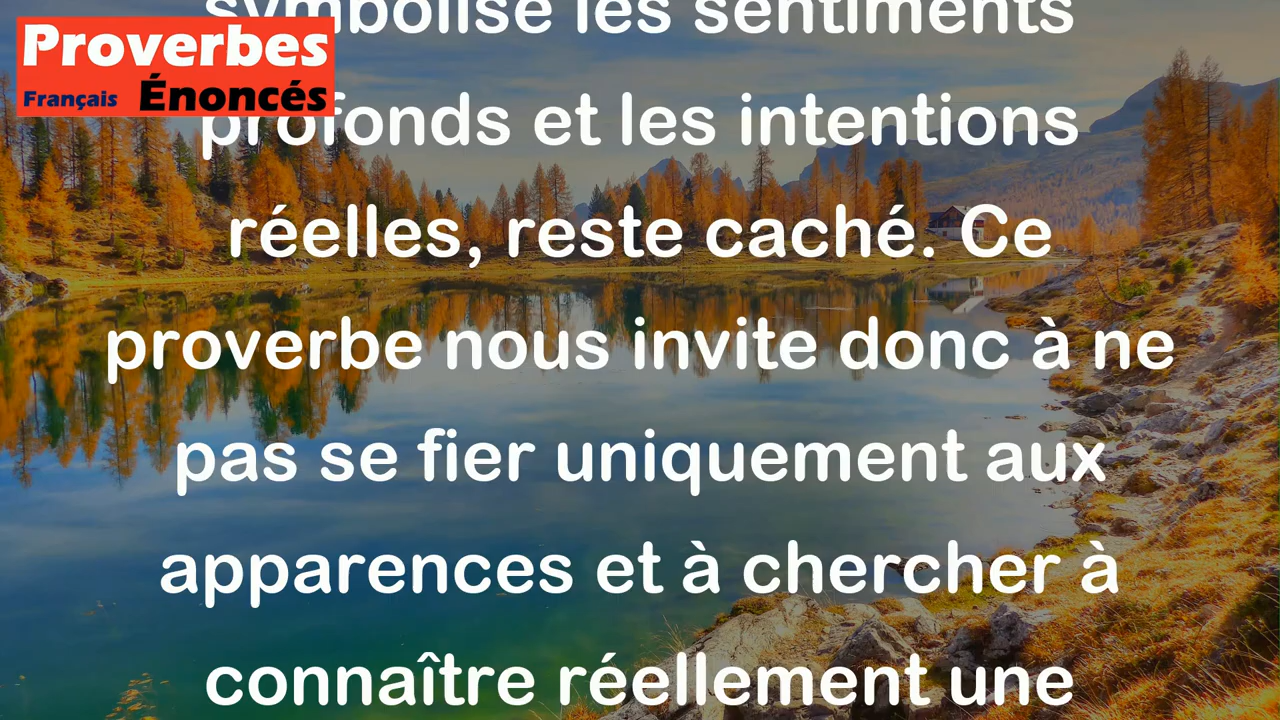 Proverbes
Français Énoncés
symbolise les sentiments
profonds et les intentions
réelles, reste caché. Ce
proverbe nous invite donc à ne
pas se fier uniquement aux
apparences et à chercher à
connaître réellement une